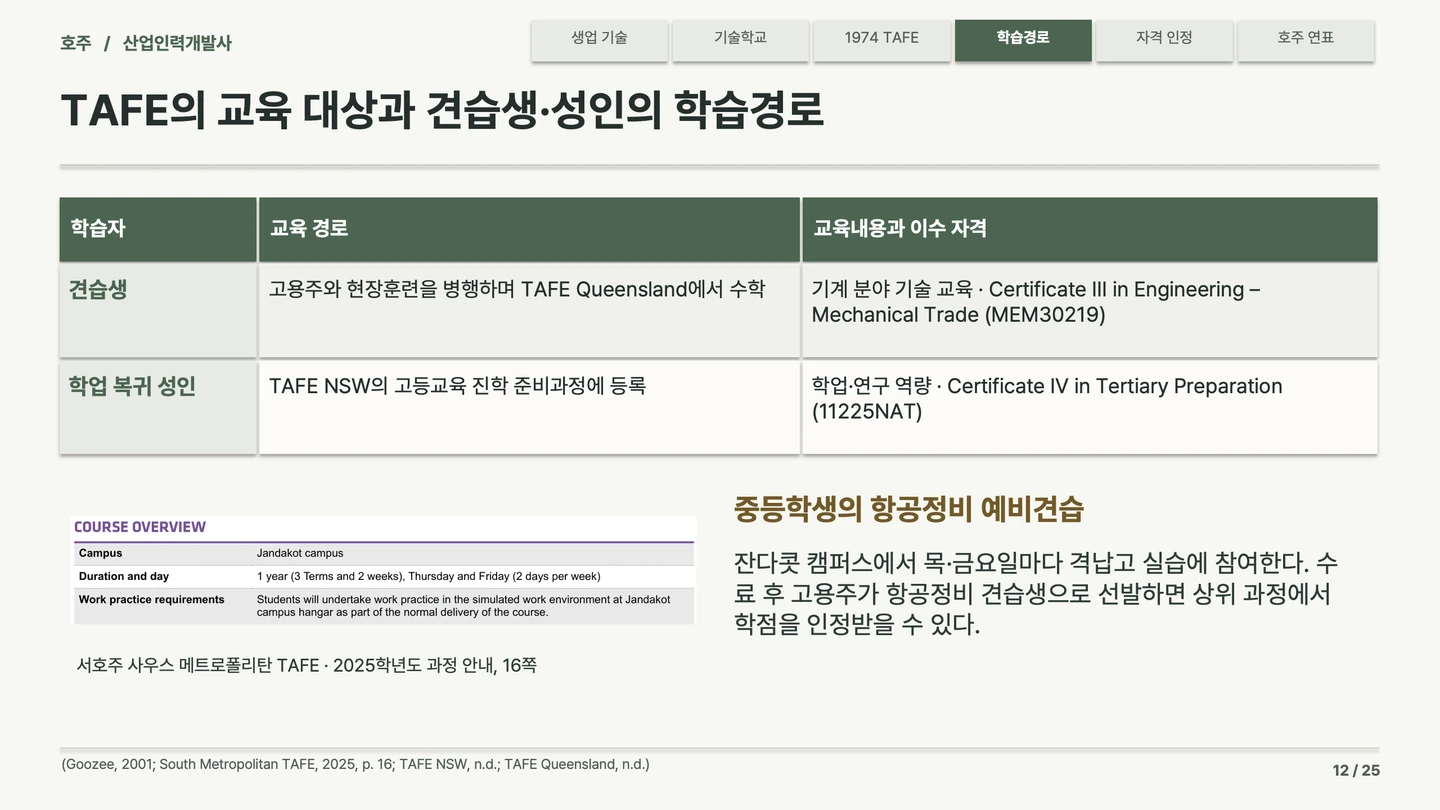 호주 / 산업인력개발사
생업 기술
기술학교
1974 TAFE
학습경로
자격 인정
호주 연표
TAFE의 교육 대상과 견습생·성인의 학습경로
학습자
교육 경로
교육내용과 이수 자격
견습생
고용주와 현장훈련을 병행하며 TAFE Queensland에서 수학
기계 분야 기술 교육 · Certificate III in Engineering –
Mechanical Trade (MEM30219)
학업 복귀 성인
TAFE NSW의 고등교육 진학 준비과정에 등록
학업·연구 역량 · Certificate IV in Tertiary Preparation
(11225NAT)
COURSE OVERVIEW
Campus
Jandakot campus
Duration and day
1 year (3 Terms and 2 weeks), Thursday and Friday (2 days per week)
Work practice requirements
Students will undertake work practice in the simulated work environment at Jandakot
campus hangar as part of the normal delivery of the course.
서호주 사우스 메트로폴리탄 TAFE · 2025학년도 과정 안내, 16쪽
중등학생의 항공정비 예비견습
잔다콧 캠퍼스에서 목·금요일마다 격납고 실습에 참여한다. 수
료 후 고용주가 항공정비 견습생으로 선발하면 상위 과정에서
학점을 인정받을 수 있다.
(Goozee, 2001; South Metropolitan TAFE, 2025, p. 16; TAFE NSW, n.d.; TAFE Queensland, n.d.)
12 / 25